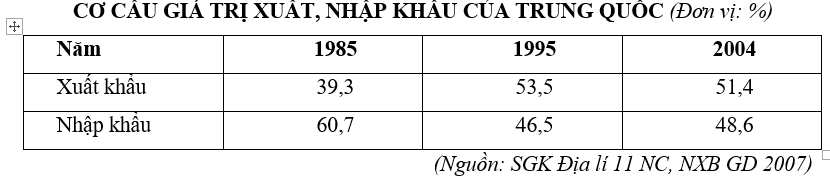 CƠ CẤU GIÁ TRỊ XUẤT, NHẬP KHẨU CỦA TRUNG QUỐC (Đơn vị: %)
Năm 1985 1995 2004
Xuất khẩu 39,3 53,5 51,4
Nhập khẩu 60,7 46,5 48,6
(Nguồn: SGK Địa lí 11 NC, NXB GD 2007)